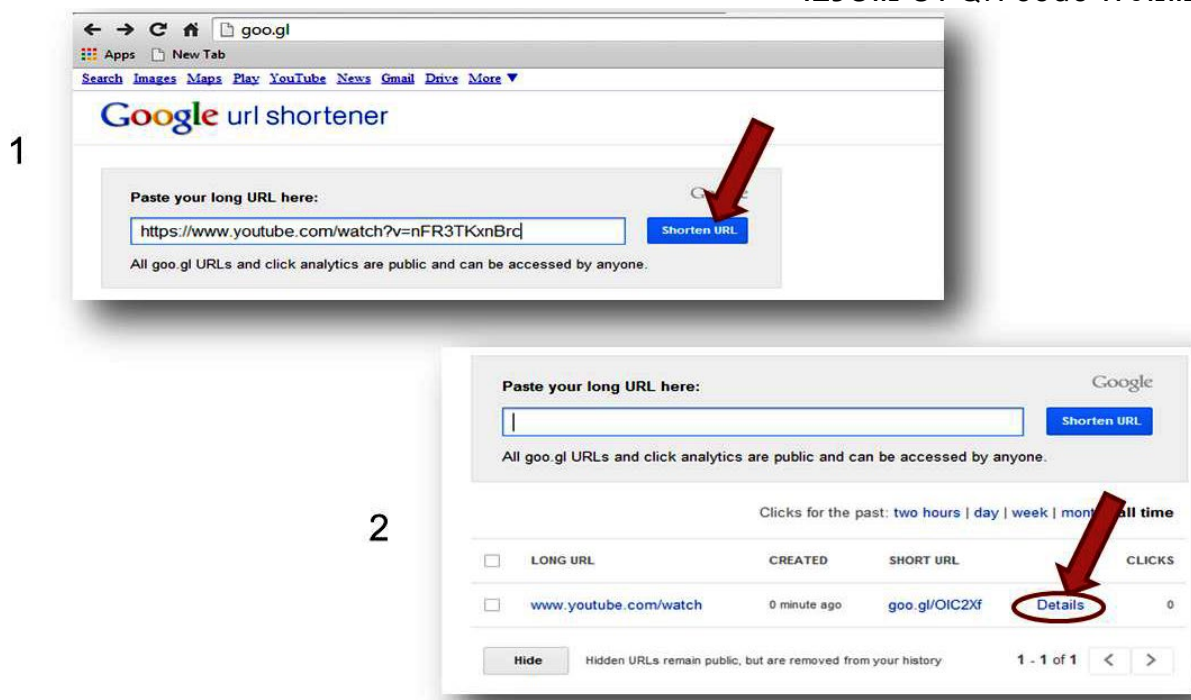 goo.gl
Apps New Tab
Search Images Maps Play YouTube News Gmail Drive More ▼
Google url shortener
1
Paste your long URL here:
https://www.youtube.com/watch?v=nFR3TKxnBrc
Shorten URL
All goo.gl URLs and click analytics are public and can be accessed by anyone.
Paste your long URL here:
Google
Shorten URL
All goo.gl URLs and click analytics are public and can be accessed by anyone.
2
Clicks for the past: two hours | day | week | month all time
LONG URL CREATED SHORT URL CLICKS
www.youtube.com/watch 0 minute ago goo.gl/OIC2Xf Details 0
Hide Hidden URLs remain public, but are removed from your history 1 - 1 of 1 < >